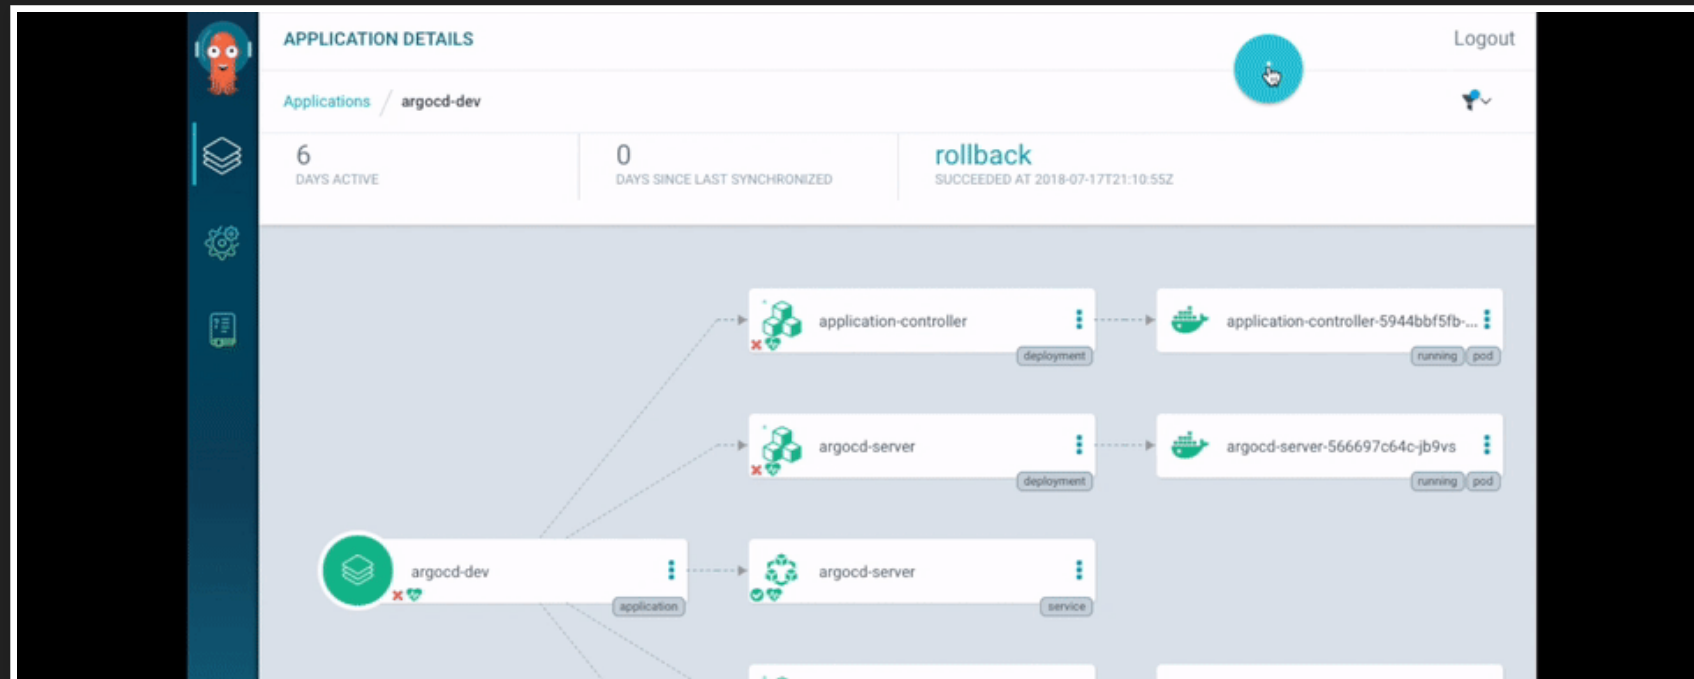 APPLICATION DETAILS
Logout
Applications / argocd-dev
6
DAYS ACTIVE
0
DAYS SINCE LAST SYNCHRONIZED
rollback
SUCCEEDED AT 2018-07-17T21:10:55Z
application-controller
deployment
application-controller-5944bbf5fb-...
running pod
argocd-server
deployment
argocd-server-566697c64c-jb9vs
running pod
argocd-dev
application
argocd-server
service